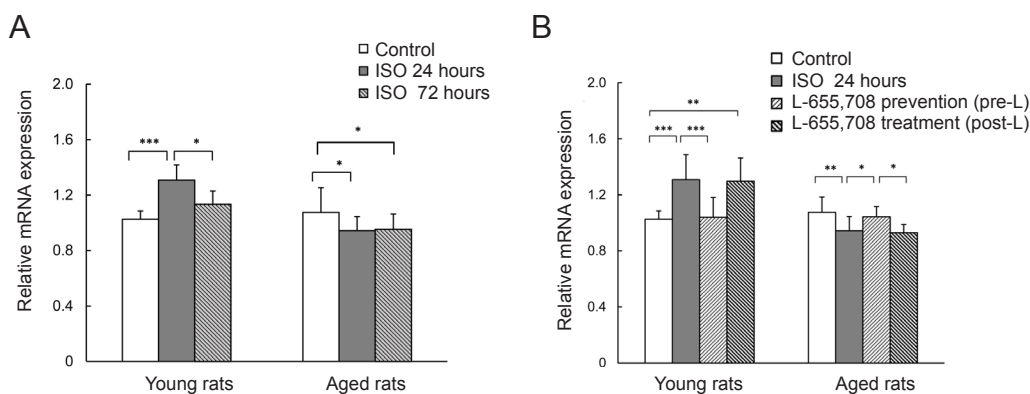 A
Control
ISO 24 hours
ISO 72 hours
Relative mRNA expression
2.0
1.6
1.2
0.8
0.4
0
***
*
*
*
Young rats
Aged rats
B
Control
ISO 24 hours
L-655,708 prevention (pre-L)
L-655,708 treatment (post-L)
Relative mRNA expression
2.0
1.6
1.2
0.8
0.4
0
**
*** ***
** * *
Young rats
Aged rats